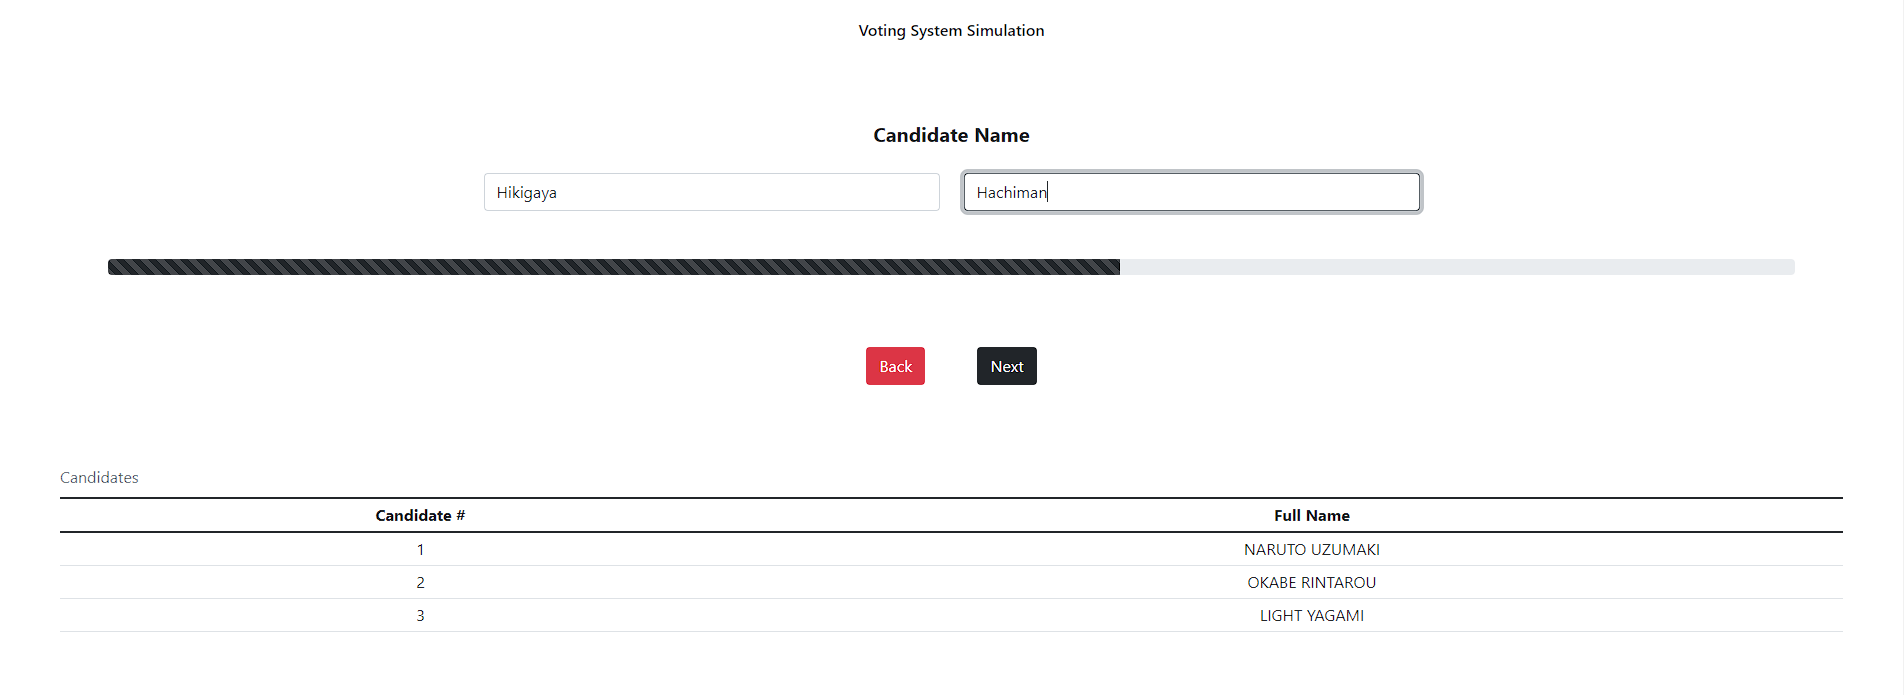 Voting System Simulation
Candidate Name
Hikigaya Hachiman
Back Next
Candidates
Candidate # Full Name
1 NARUTO UZUMAKI
2 OKABE RINTAROU
3 LIGHT YAGAMI